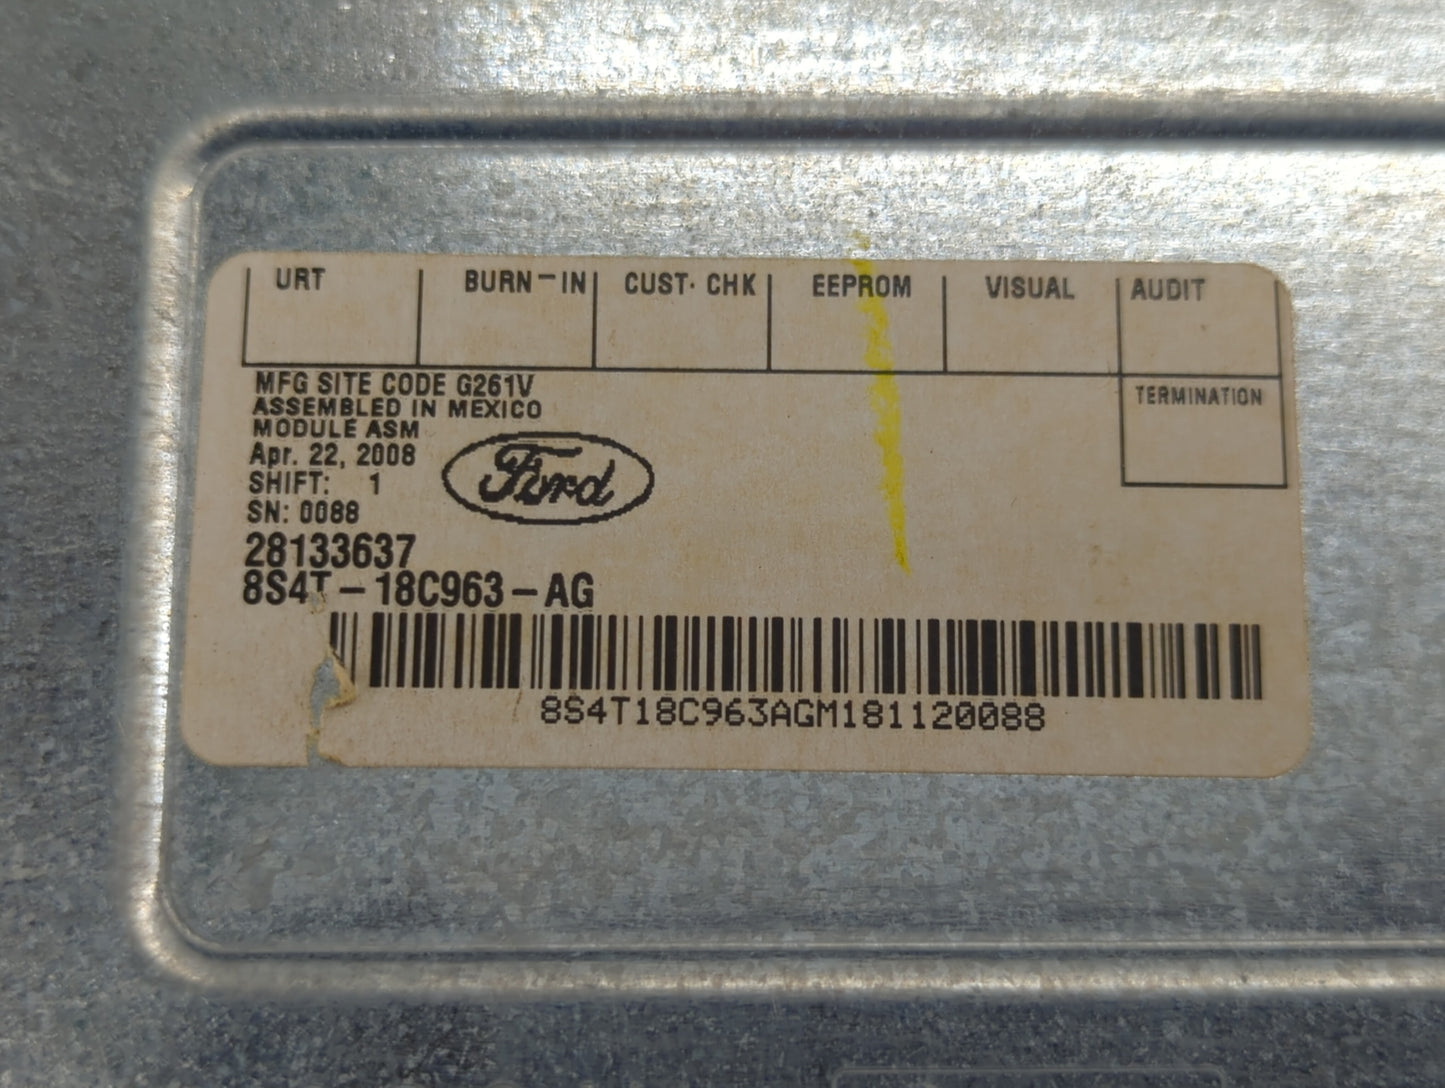 URT BURN-IN CUST. CHK EEPROM VISUAL AUDIT
TERMINATION
MFG SITE CODE G261V
ASSEMBLED IN MEXICO
MODULE ASM
Apr. 22, 2008
SHIFT: 1
SN: 0088
Ford
28133637
8S4T-18C963-AG
8S4T18C963AGM181120088